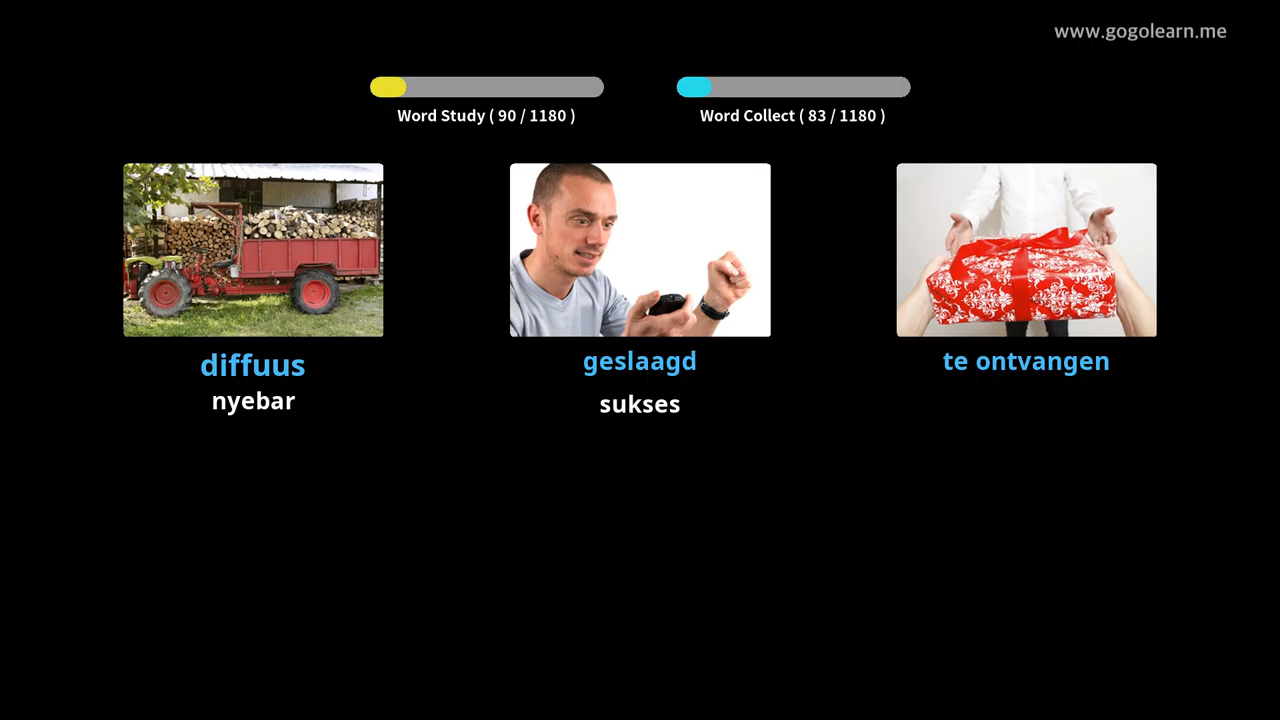 www.gogolearn.me
Word Study ( 90 / 1180 )
Word Collect ( 83 / 1180 )
diffuus
geslaagd
te ontvangen
nyebar
sukses